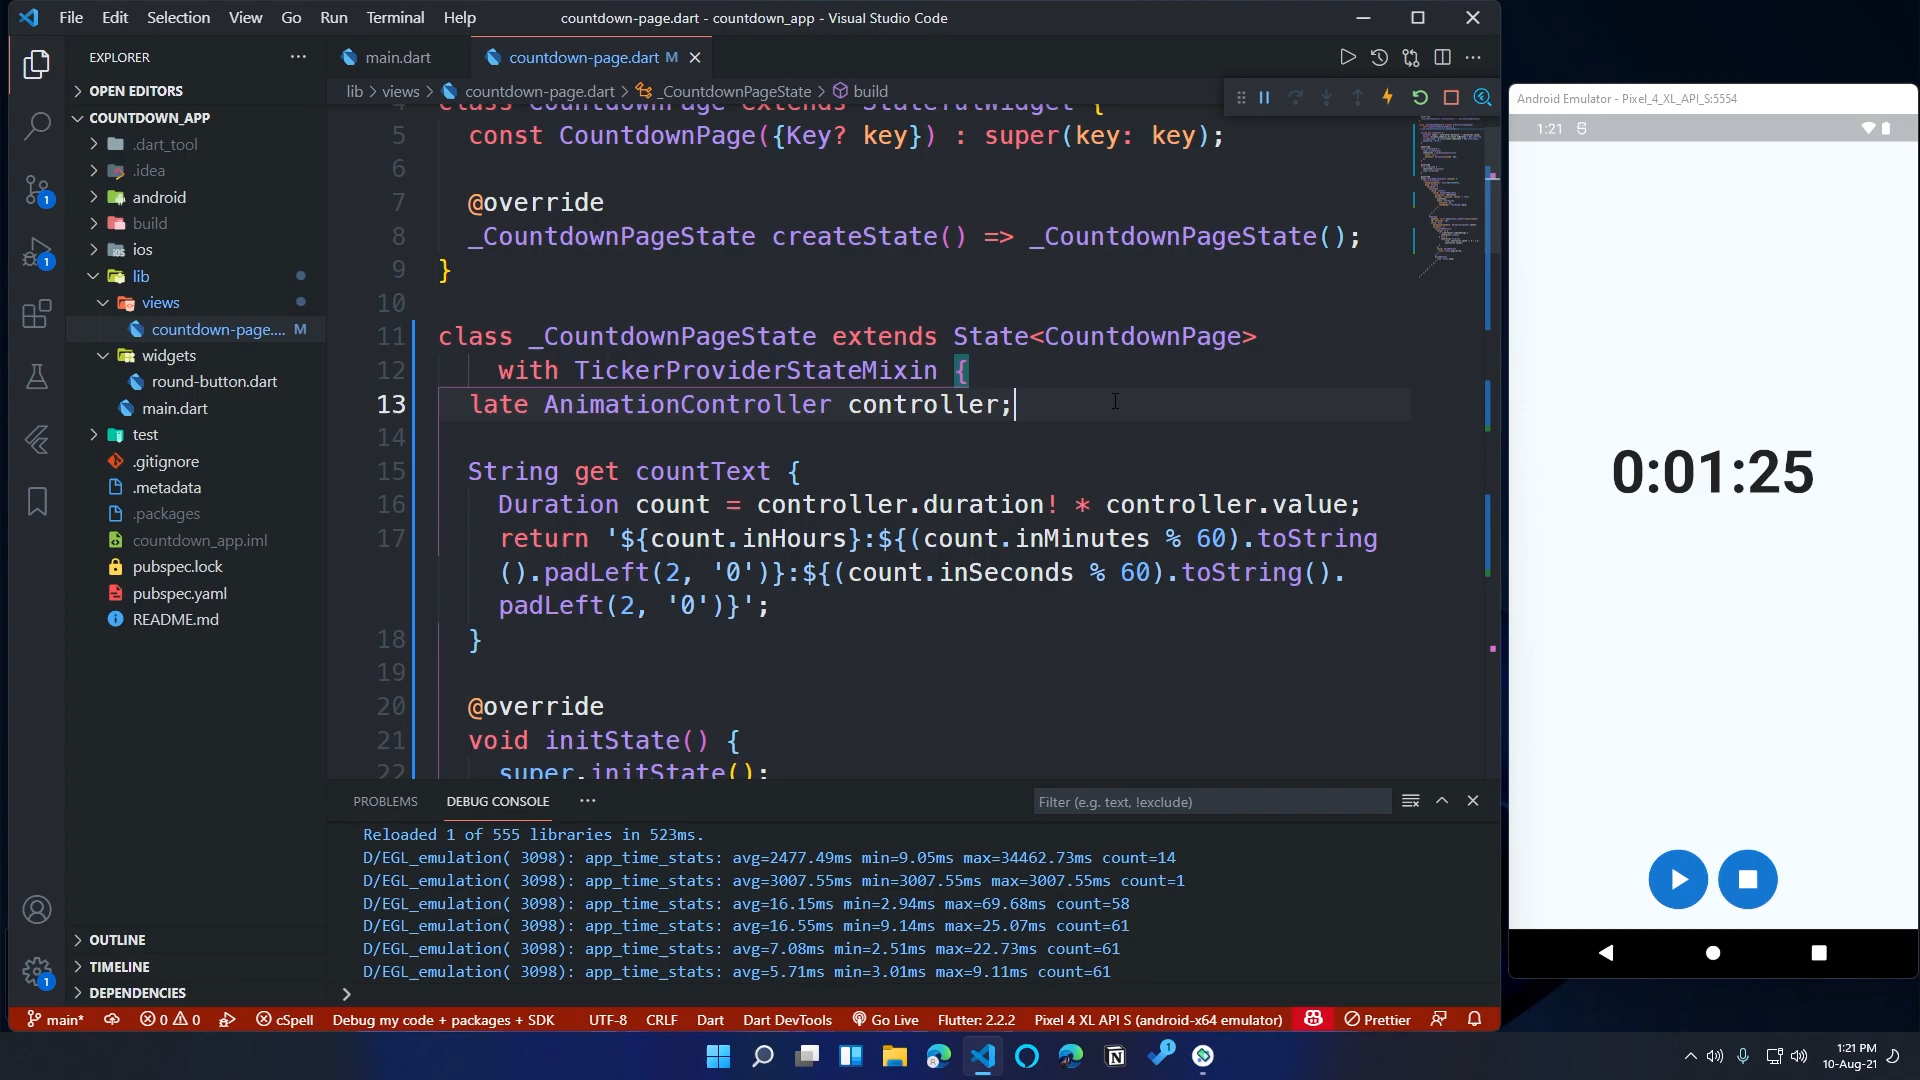 File Edit Selection View Go Run Terminal Help
countdown-page.dart - countdown_app - Visual Studio Code
EXPLORER
OPEN EDITORS
COUNTDOWN_APP
.dart_tool
.idea
android
build
ios
lib
views
countdown-page.... M
widgets
round-button.dart
main.dart
test
.gitignore
.metadata
.packages
countdown_app.iml
pubspec.lock
pubspec.yaml
README.md
OUTLINE
TIMELINE
DEPENDENCIES
main.dart
countdown-page.dart M
lib > views > countdown-page.dart > _CountdownPageState > build
4 class CountdownPage extends StatefulWidget {
5 const CountdownPage({Key? key}) : super(key: key);
6
7 @override
8 _CountdownPageState createState() => _CountdownPageState();
9 }
10
11 class _CountdownPageState extends State<CountdownPage>
12 with TickerProviderStateMixin {
13 late AnimationController controller;
14
15 String get countText {
16 Duration count = controller.duration! * controller.value;
17 return '${count.inHours}:${(count.inMinutes % 60).toString
().padLeft(2, '0')}:${(count.inSeconds % 60).toString().
padLeft(2, '0')}';
18 }
19
20 @override
21 void initState() {
22 super.initState();
PROBLEMS DEBUG CONSOLE
Filter (e.g. text, !exclude)
Reloaded 1 of 555 libraries in 523ms.
D/EGL_emulation( 3098): app_time_stats: avg=2477.49ms min=9.05ms max=34462.73ms count=14
D/EGL_emulation( 3098): app_time_stats: avg=3007.55ms min=3007.55ms max=3007.55ms count=1
D/EGL_emulation( 3098): app_time_stats: avg=16.15ms min=2.94ms max=69.68ms count=58
D/EGL_emulation( 3098): app_time_stats: avg=16.55ms min=9.14ms max=25.07ms count=61
D/EGL_emulation( 3098): app_time_stats: avg=7.08ms min=2.51ms max=22.73ms count=61
D/EGL_emulation( 3098): app_time_stats: avg=5.71ms min=3.01ms max=9.11ms count=61
main* 0 0 cSpell Debug my code + packages + SDK UTF-8 CRLF Dart Dart DevTools Go Live Flutter: 2.2.2 Pixel 4 XL API S (android-x64 emulator) Prettier
Android Emulator - Pixel_4_XL_API_S:5554
1:21
0:01:25
1:21 PM
10-Aug-21